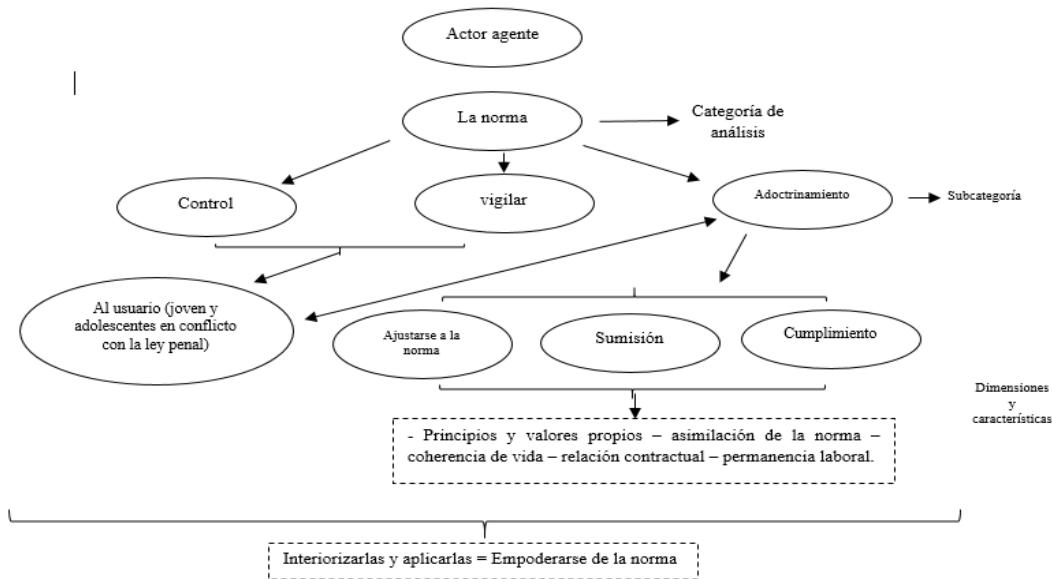 Actor agente
La norma
Categoría de
análisis
Control
vigilar
Adoctrinamiento
Subcategoría
Al usuario (joven y
adolescentes en conflicto
con la ley penal)
Ajustarse a la
norma
Sumisión
Cumplimiento
Dimensiones
y
características
- Principios y valores propios – asimilación de la norma –
coherencia de vida – relación contractual – permanencia laboral.
Interiorizarlas y aplicarlas = Empoderarse de la norma